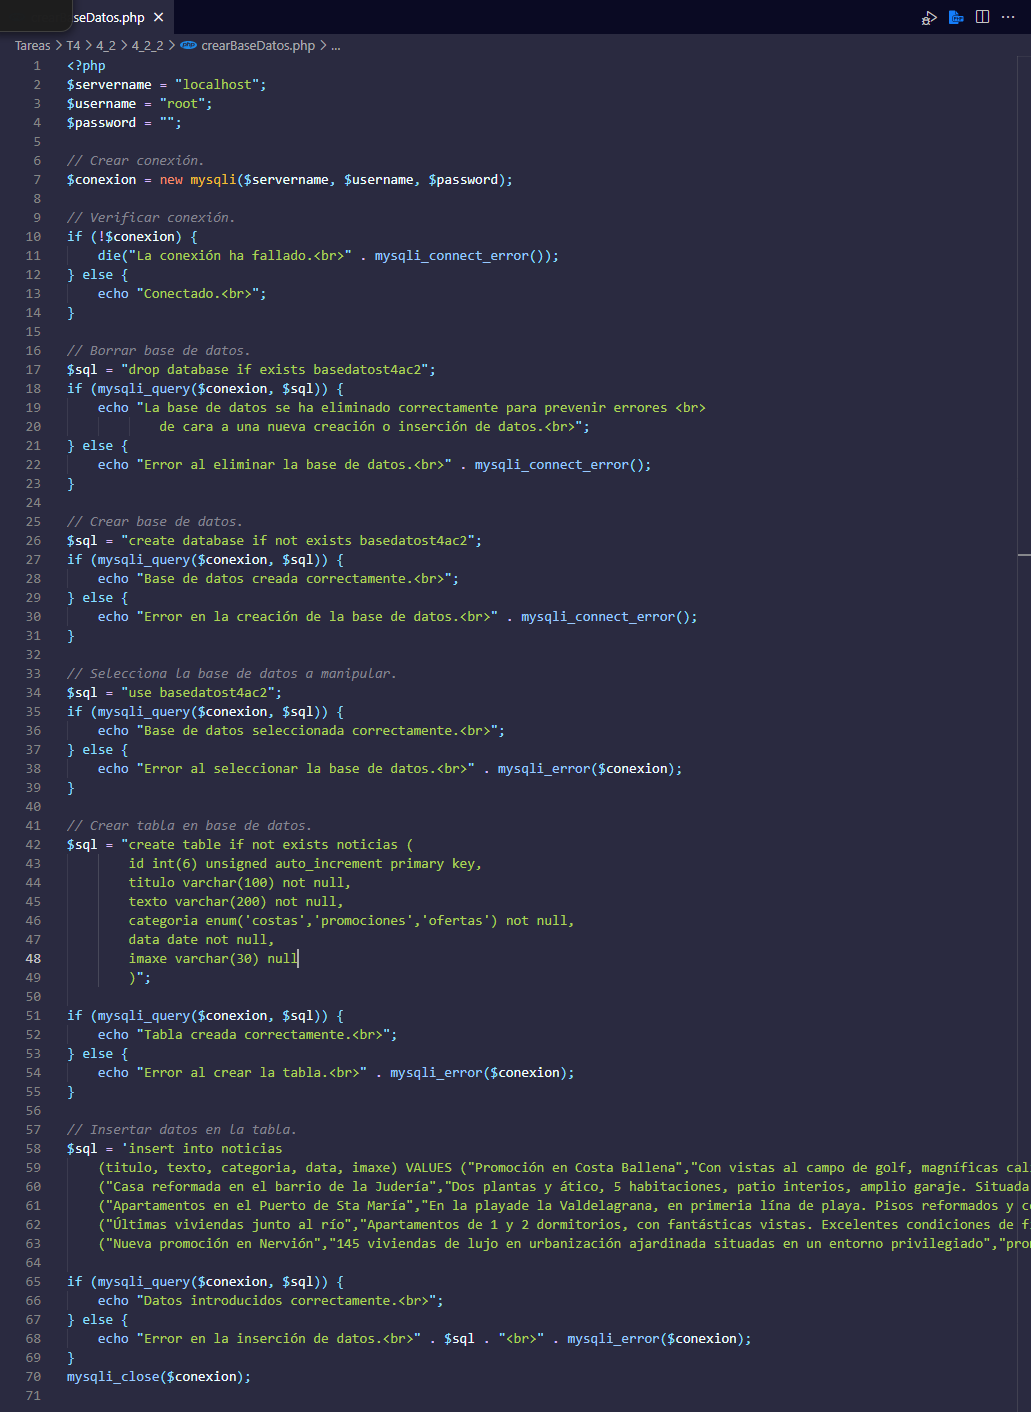 seDatos.php ×
Tareas > T4 > 4_2 > 4_2_2 > php crearBaseDatos.php > ...
1 <?php
2 $servername = "localhost";
3 $username = "root";
4 $password = "";
5
6 // Crear conexión.
7 $conexion = new mysqli($servername, $username, $password);
8
9 // Verificar conexión.
10 if (!$conexion) {
11 die("La conexión ha fallado.<br>" . mysqli_connect_error());
12 } else {
13 echo "Conectado.<br>";
14 }
15
16 // Borrar base de datos.
17 $sql = "drop database if exists basedatost4ac2";
18 if (mysqli_query($conexion, $sql)) {
19 echo "La base de datos se ha eliminado correctamente para prevenir errores <br>
20 de cara a una nueva creación o inserción de datos.<br>";
21 } else {
22 echo "Error al eliminar la base de datos.<br>" . mysqli_connect_error();
23 }
24
25 // Crear base de datos.
26 $sql = "create database if not exists basedatost4ac2";
27 if (mysqli_query($conexion, $sql)) {
28 echo "Base de datos creada correctamente.<br>";
29 } else {
30 echo "Error en la creación de la base de datos.<br>" . mysqli_connect_error();
31 }
32
33 // Selecciona la base de datos a manipular.
34 $sql = "use basedatost4ac2";
35 if (mysqli_query($conexion, $sql)) {
36 echo "Base de datos seleccionada correctamente.<br>";
37 } else {
38 echo "Error al seleccionar la base de datos.<br>" . mysqli_error($conexion);
39 }
40
41 // Crear tabla en base de datos.
42 $sql = "create table if not exists noticias (
43 id int(6) unsigned auto_increment primary key,
44 titulo varchar(100) not null,
45 texto varchar(200) not null,
46 categoria enum('costas','promociones','ofertas') not null,
47 data date not null,
48 imaxe varchar(30) null
49 )";
50
51 if (mysqli_query($conexion, $sql)) {
52 echo "Tabla creada correctamente.<br>";
53 } else {
54 echo "Error al crear la tabla.<br>" . mysqli_error($conexion);
55 }
56
57 // Insertar datos en la tabla.
58 $sql = 'insert into noticias
59 (titulo, texto, categoria, data, imaxe) VALUES ("Promoción en Costa Ballena","Con vistas al campo de golf, magníficas cal
60 ("Casa reformada en el barrio de la Judería","Dos plantas y ático, 5 habitaciones, patio interios, amplio garaje. Situada
61 ("Apartamentos en el Puerto de Sta María","En la playade la Valdelagrana, en primeria lína de playa. Pisos reformados y c
62 ("Últimas viviendas junto al río","Apartamentos de 1 y 2 dormitorios, con fantásticas vistas. Excelentes condiciones de f
63 ("Nueva promoción en Nervión","145 viviendas de lujo en urbanización ajardinada situadas en un entorno privilegiado","pro
64
65 if (mysqli_query($conexion, $sql)) {
66 echo "Datos introducidos correctamente.<br>";
67 } else {
68 echo "Error en la inserción de datos.<br>" . $sql . "<br>" . mysqli_error($conexion);
69 }
70 mysqli_close($conexion);
71